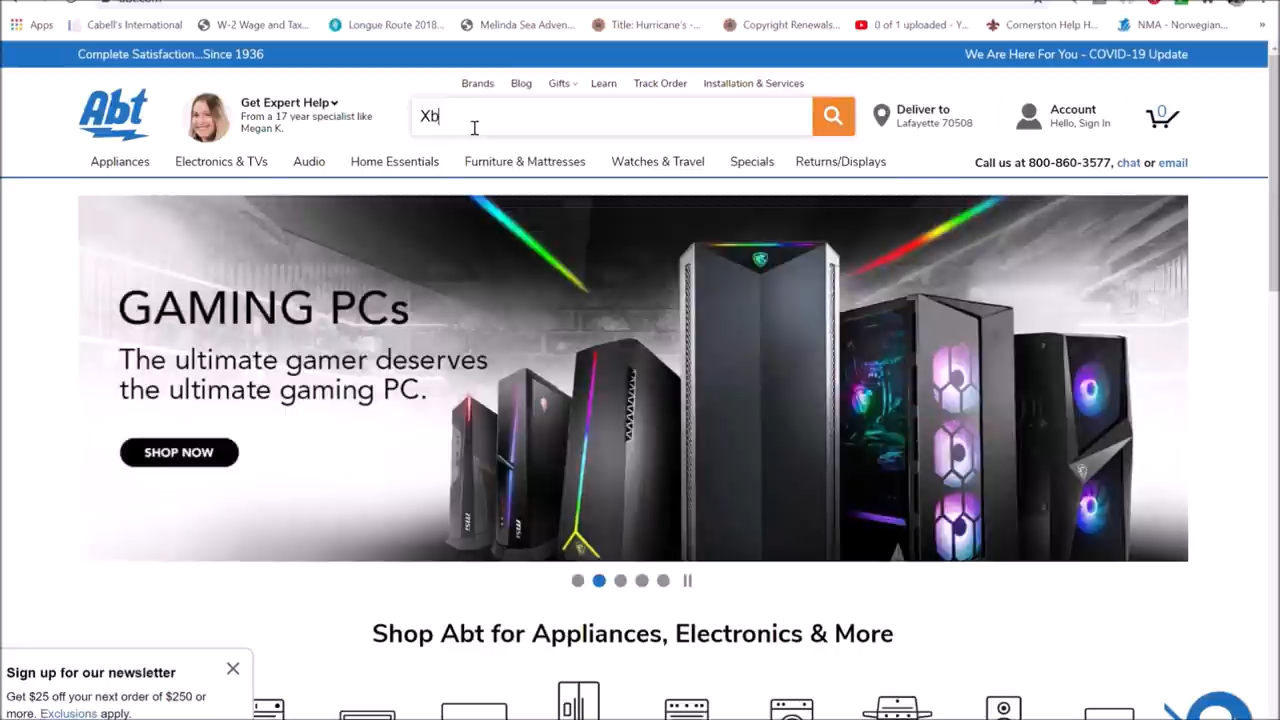 Apps
Cabell's International
W-2 Wage and Tax...
Longue Route 2018...
Melinda Sea Adven...
Title: Hurricane's -...
Copyright Renewals...
0 of 1 uploaded - Y...
Cornerston Help H...
NMA - Norwegian...
»
Complete Satisfaction...Since 1936
We Are Here For You - COVID-19 Update
Brands
Blog
Gifts
Learn
Track Order
Installation & Services
Abt
Get Expert Help
From a 17 year specialist like
Megan K.
Xb
Deliver to
Lafayette 70508
Account
Hello, Sign In
0
Appliances
Electronics & TVs
Audio
Home Essentials
Furniture & Mattresses
Watches & Travel
Specials
Returns/Displays
Call us at 800-860-3577, chat or email
GAMING PCs
The ultimate gamer deserves
the ultimate gaming PC.
SHOP NOW
msi
msi
Shop Abt for Appliances, Electronics & More
Sign up for our newsletter
Get $25 off your next order of $250 or
more. Exclusions apply.